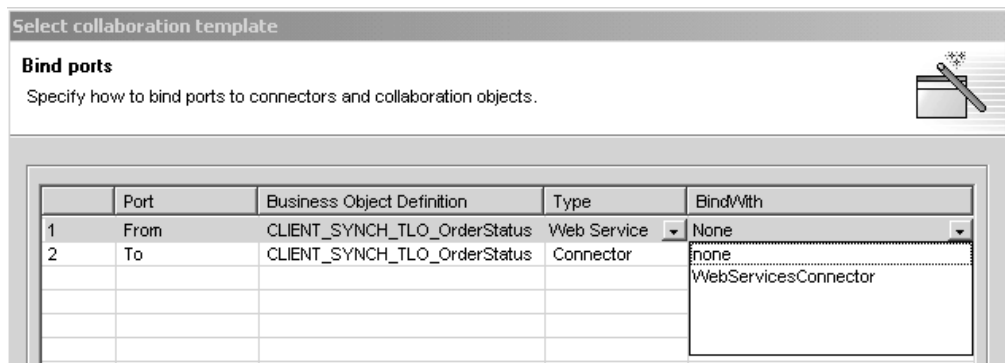 Select collaboration template
Bind ports
Specify how to bind ports to connectors and collaboration objects.
Port Business Object Definition Type BindWith
1 From CLIENT_SYNCH_TLO_OrderStatus Web Service None
2 To CLIENT_SYNCH_TLO_OrderStatus Connector none
WebServicesConnector